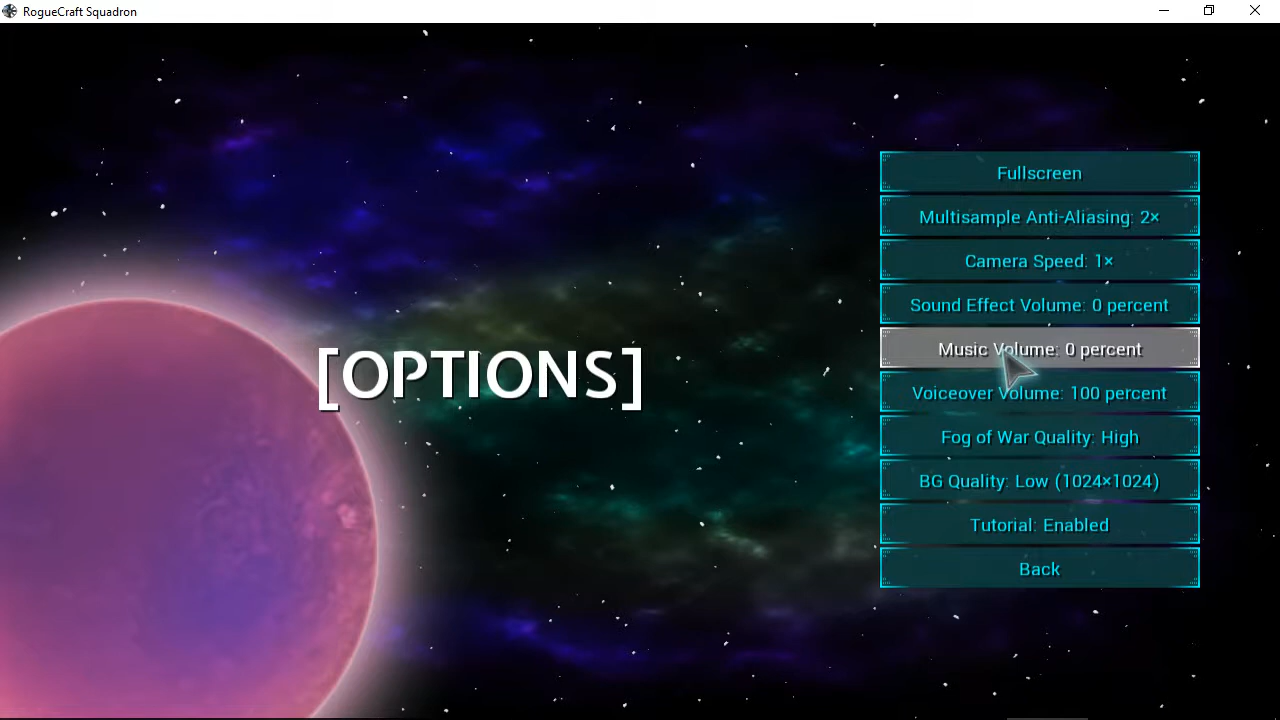 RogueCraft Squadron
[OPTIONS]
Fullscreen
Multisample Anti-Aliasing: 2×
Camera Speed: 1×
Sound Effect Volume: 0 percent
Music Volume: 0 percent
Voiceover Volume: 100 percent
Fog of War Quality: High
BG Quality: Low (1024×1024)
Tutorial: Enabled
Back